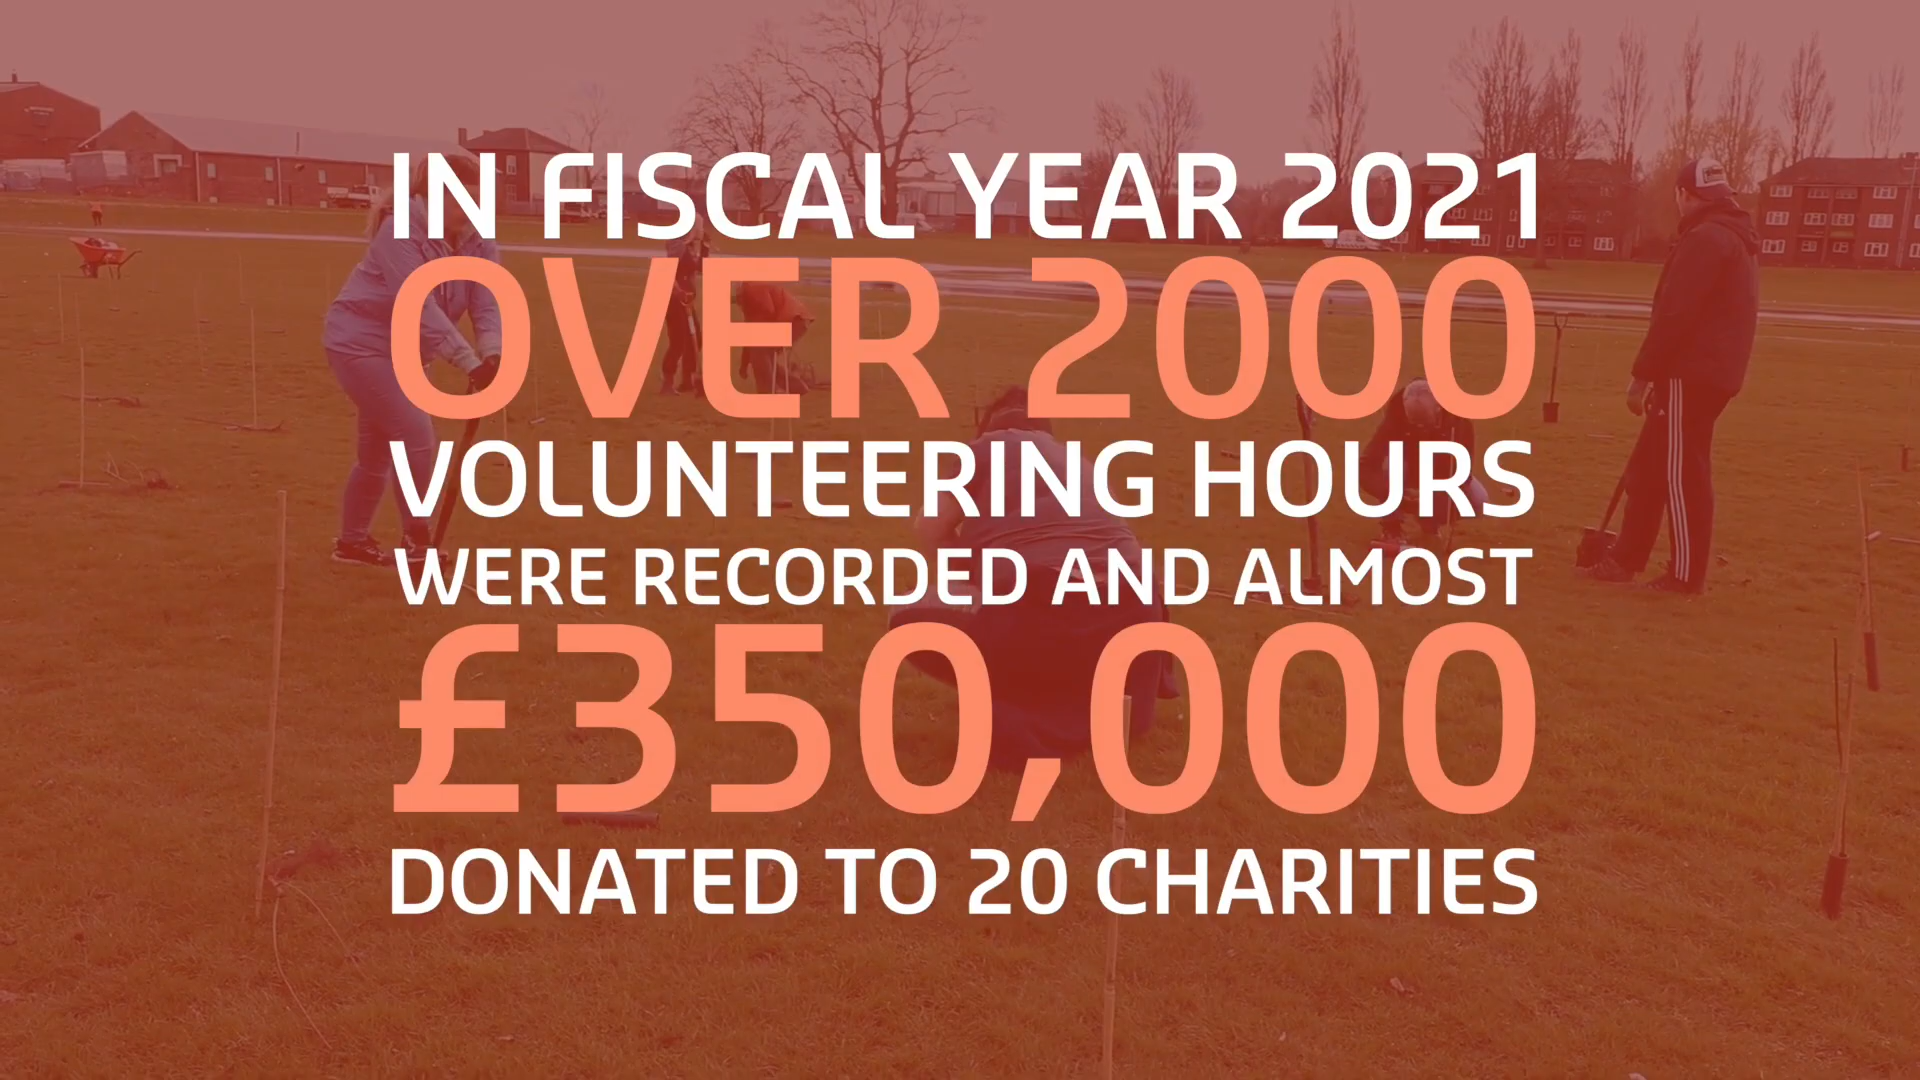 IN FISCAL YEAR 2021
OVER 2000
VOLUNTEERING HOURS
WERE RECORDED AND ALMOST
£350,000
DONATED TO 20 CHARITIES